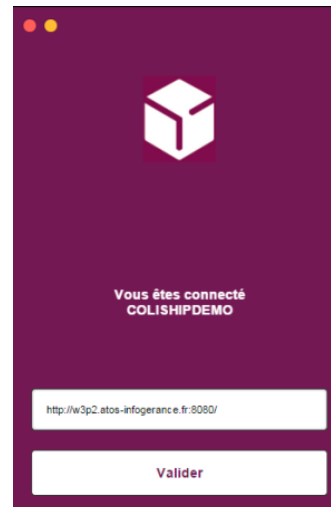 Vous êtes connecté
COLISHIPDEMO
http://w3p2.atos-infogerance.fr:8080/
Valider